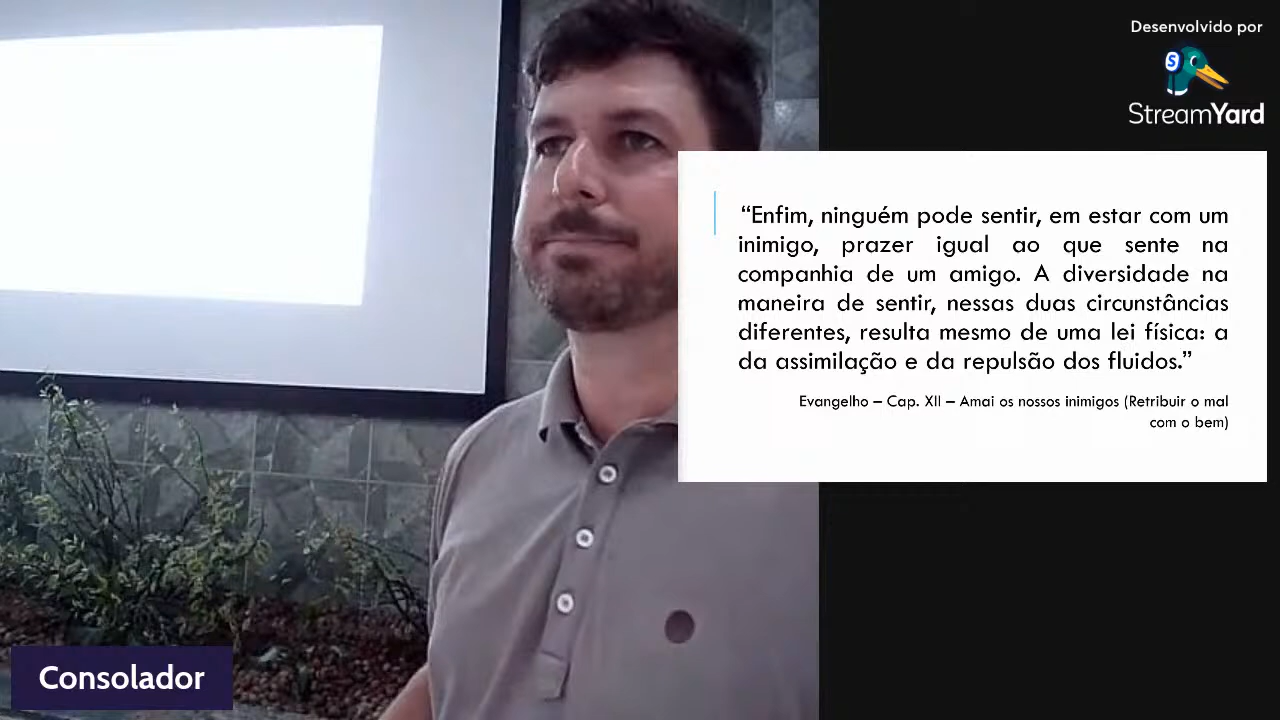 Desenvolvido por
StreamYard
“Enfim, ninguém pode sentir, em estar com um
inimigo, prazer igual ao que sente na
companhia de um amigo. A diversidade na
maneira de sentir, nessas duas circunstâncias
diferentes, resulta mesmo de uma lei física: a
da assimilação e da repulsão dos fluidos.”
Evangelho – Cap. XII – Amai os nossos inimigos (Retribuir o mal
com o bem)
Consolador